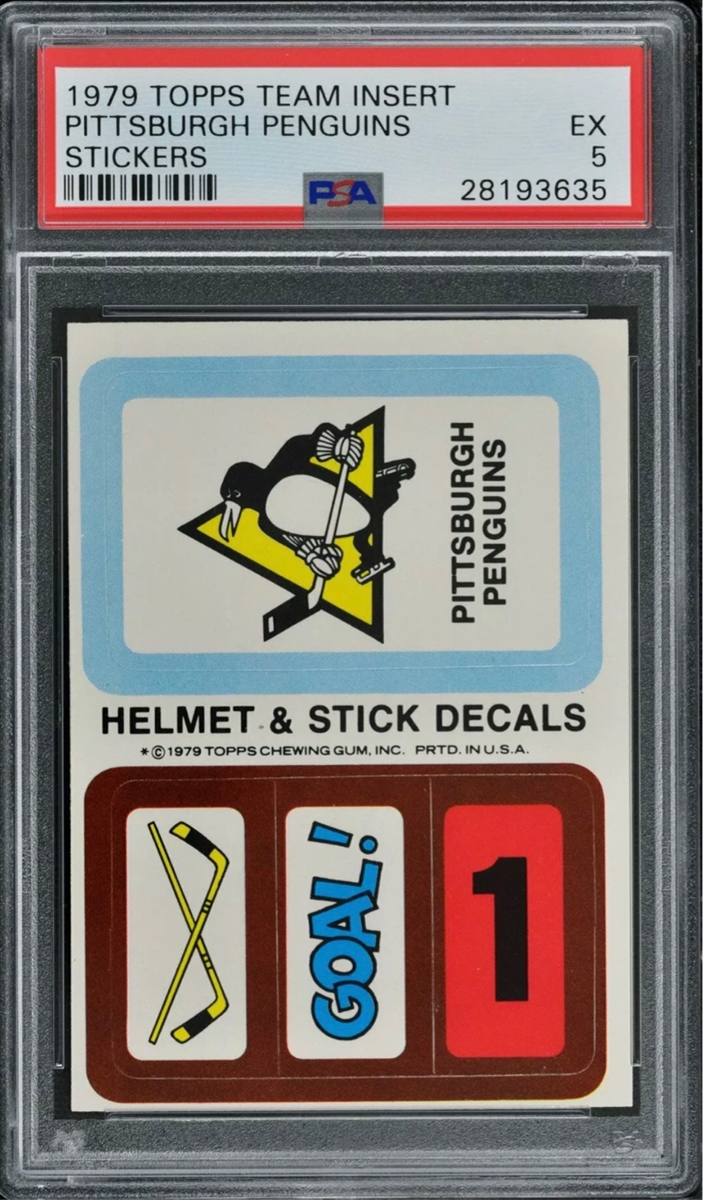 1979 TOPPS TEAM INSERT
PITTSBURGH PENGUINS EX
STICKERS 5
PSA 28193635
PITTSBURGH
PENGUINS
HELMET & STICK DECALS
*©1979 TOPPS CHEWING GUM, INC. PRTD. IN U.S.A.
GOAL!
1